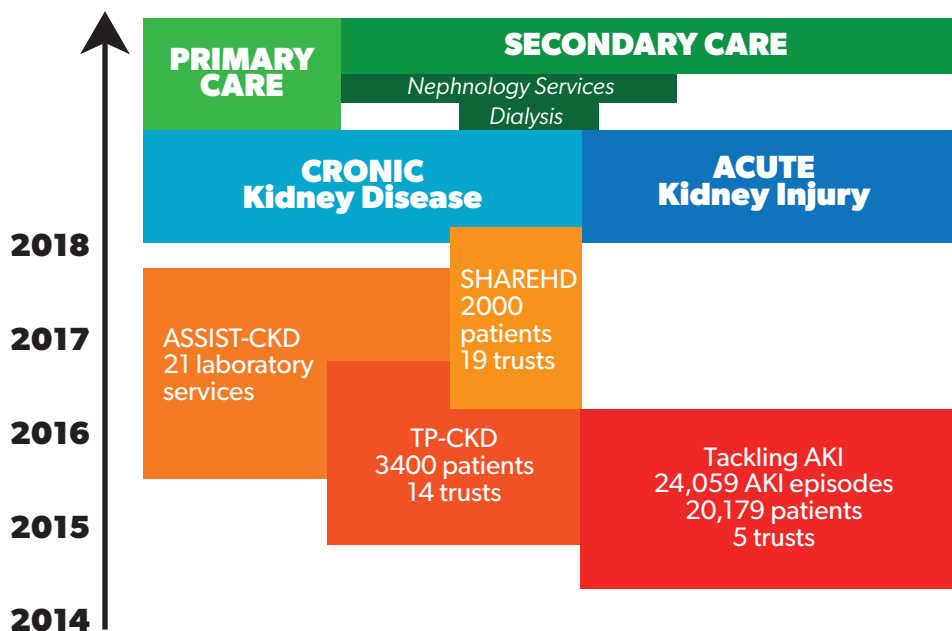 PRIMARY
CARE
SECONDARY CARE
Nephnology Services
Dialysis
CRONIC
Kidney Disease
ACUTE
Kidney Injury
2018
2017
2016
2015
2014
ASSIST-CKD
21 laboratory
services
SHAREHD
2000
patients
19 trusts
TP-CKD
3400 patients
14 trusts
Tackling AKI
24,059 AKI episodes
20,179 patients
5 trusts